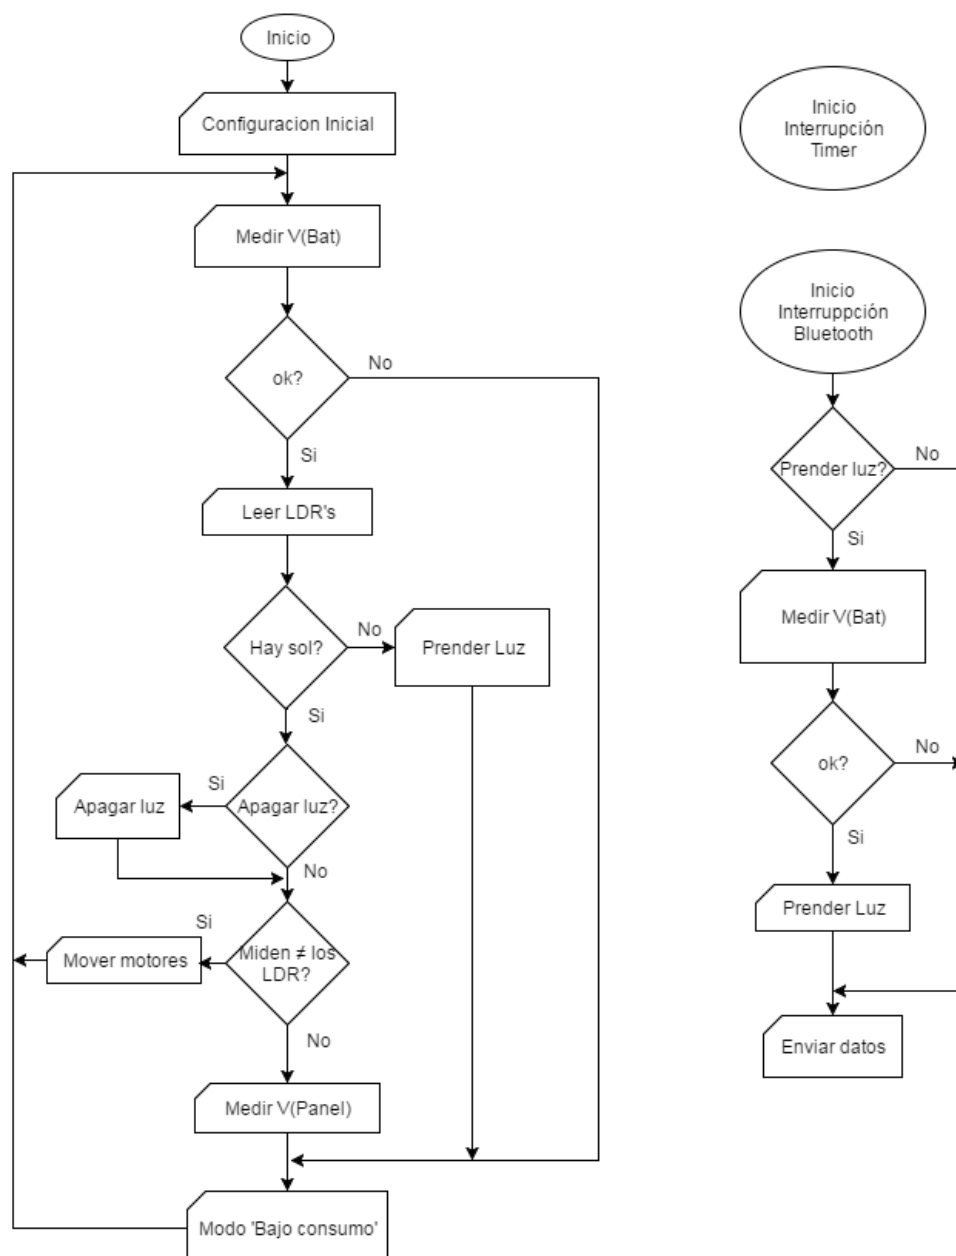 Inicio
Configuracion Inicial
Medir V(Bat)
ok?
No
Si
Leer LDR's
Hay sol?
No
Prender Luz
Si
Apagar luz?
Si
Apagar luz
No
Miden ≠ los
LDR?
Si
Mover motores
No
Medir V(Panel)
Modo 'Bajo consumo'
Inicio
Interrupción
Timer
Inicio
Interruppción
Bluetooth
Prender luz?
No
Si
Medir V(Bat)
ok?
No
Si
Prender Luz
Enviar datos